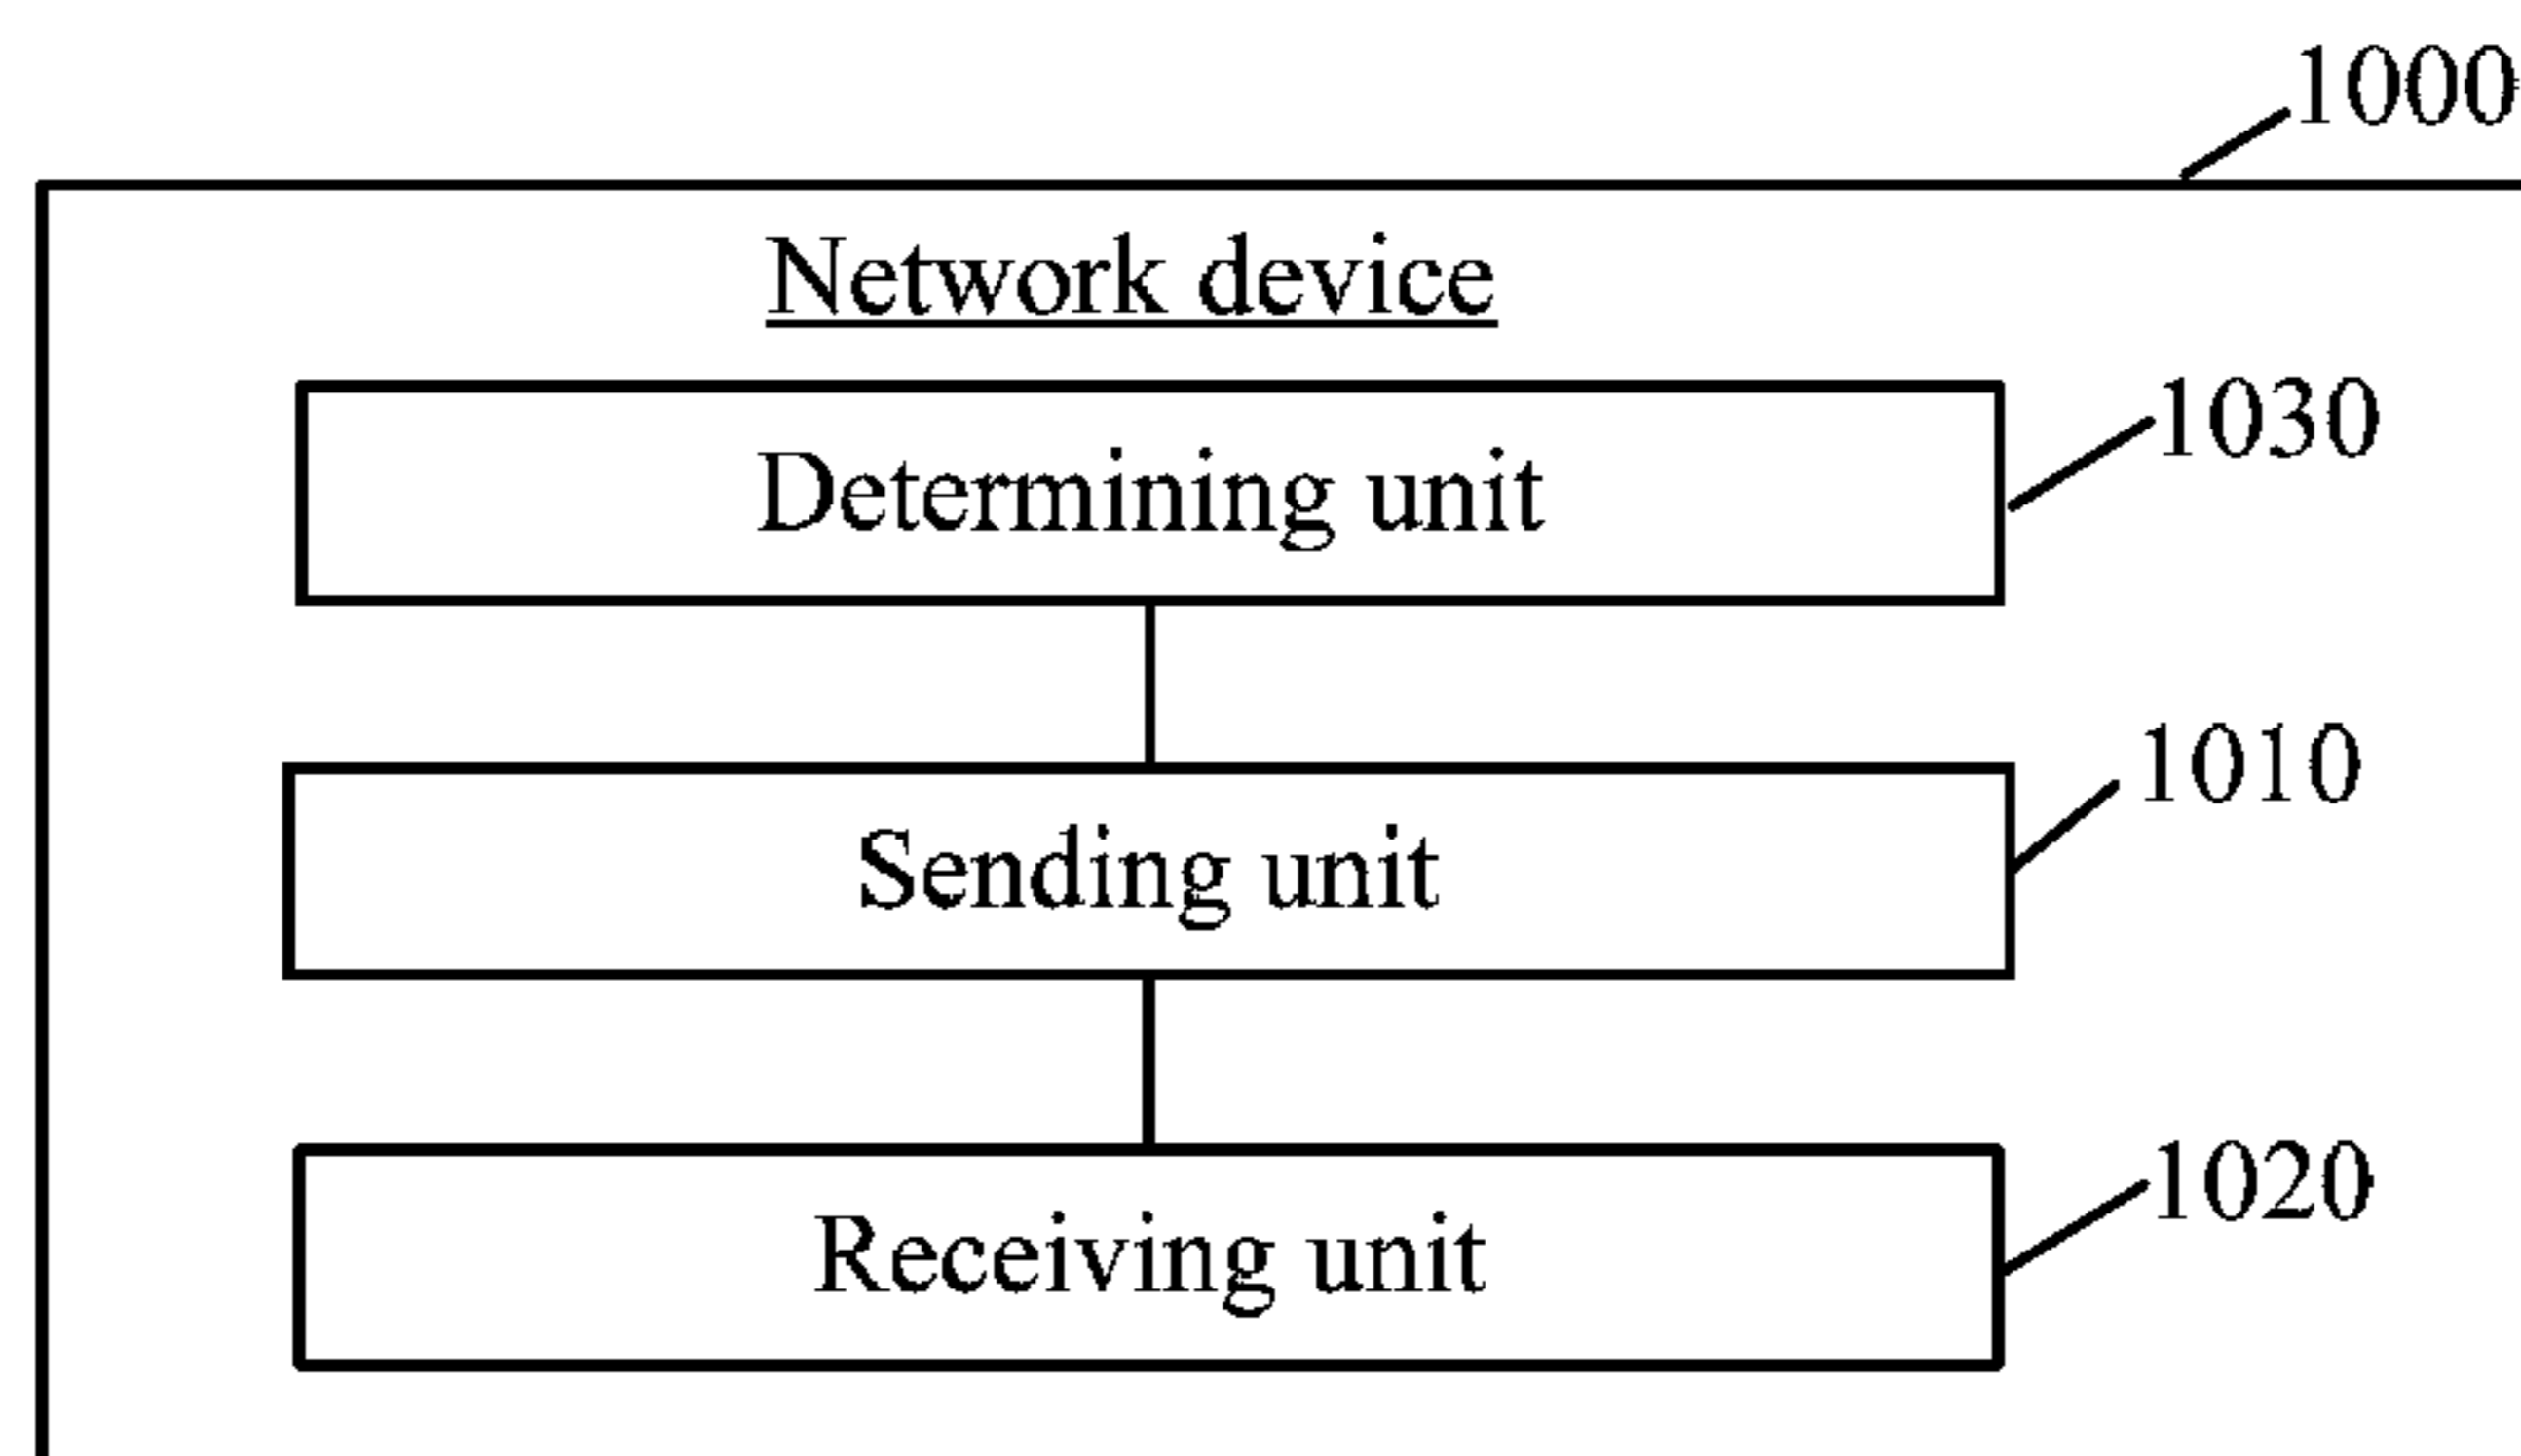 1000
Network device
Determining unit
1030
Sending unit
1010
Receiving unit
1020